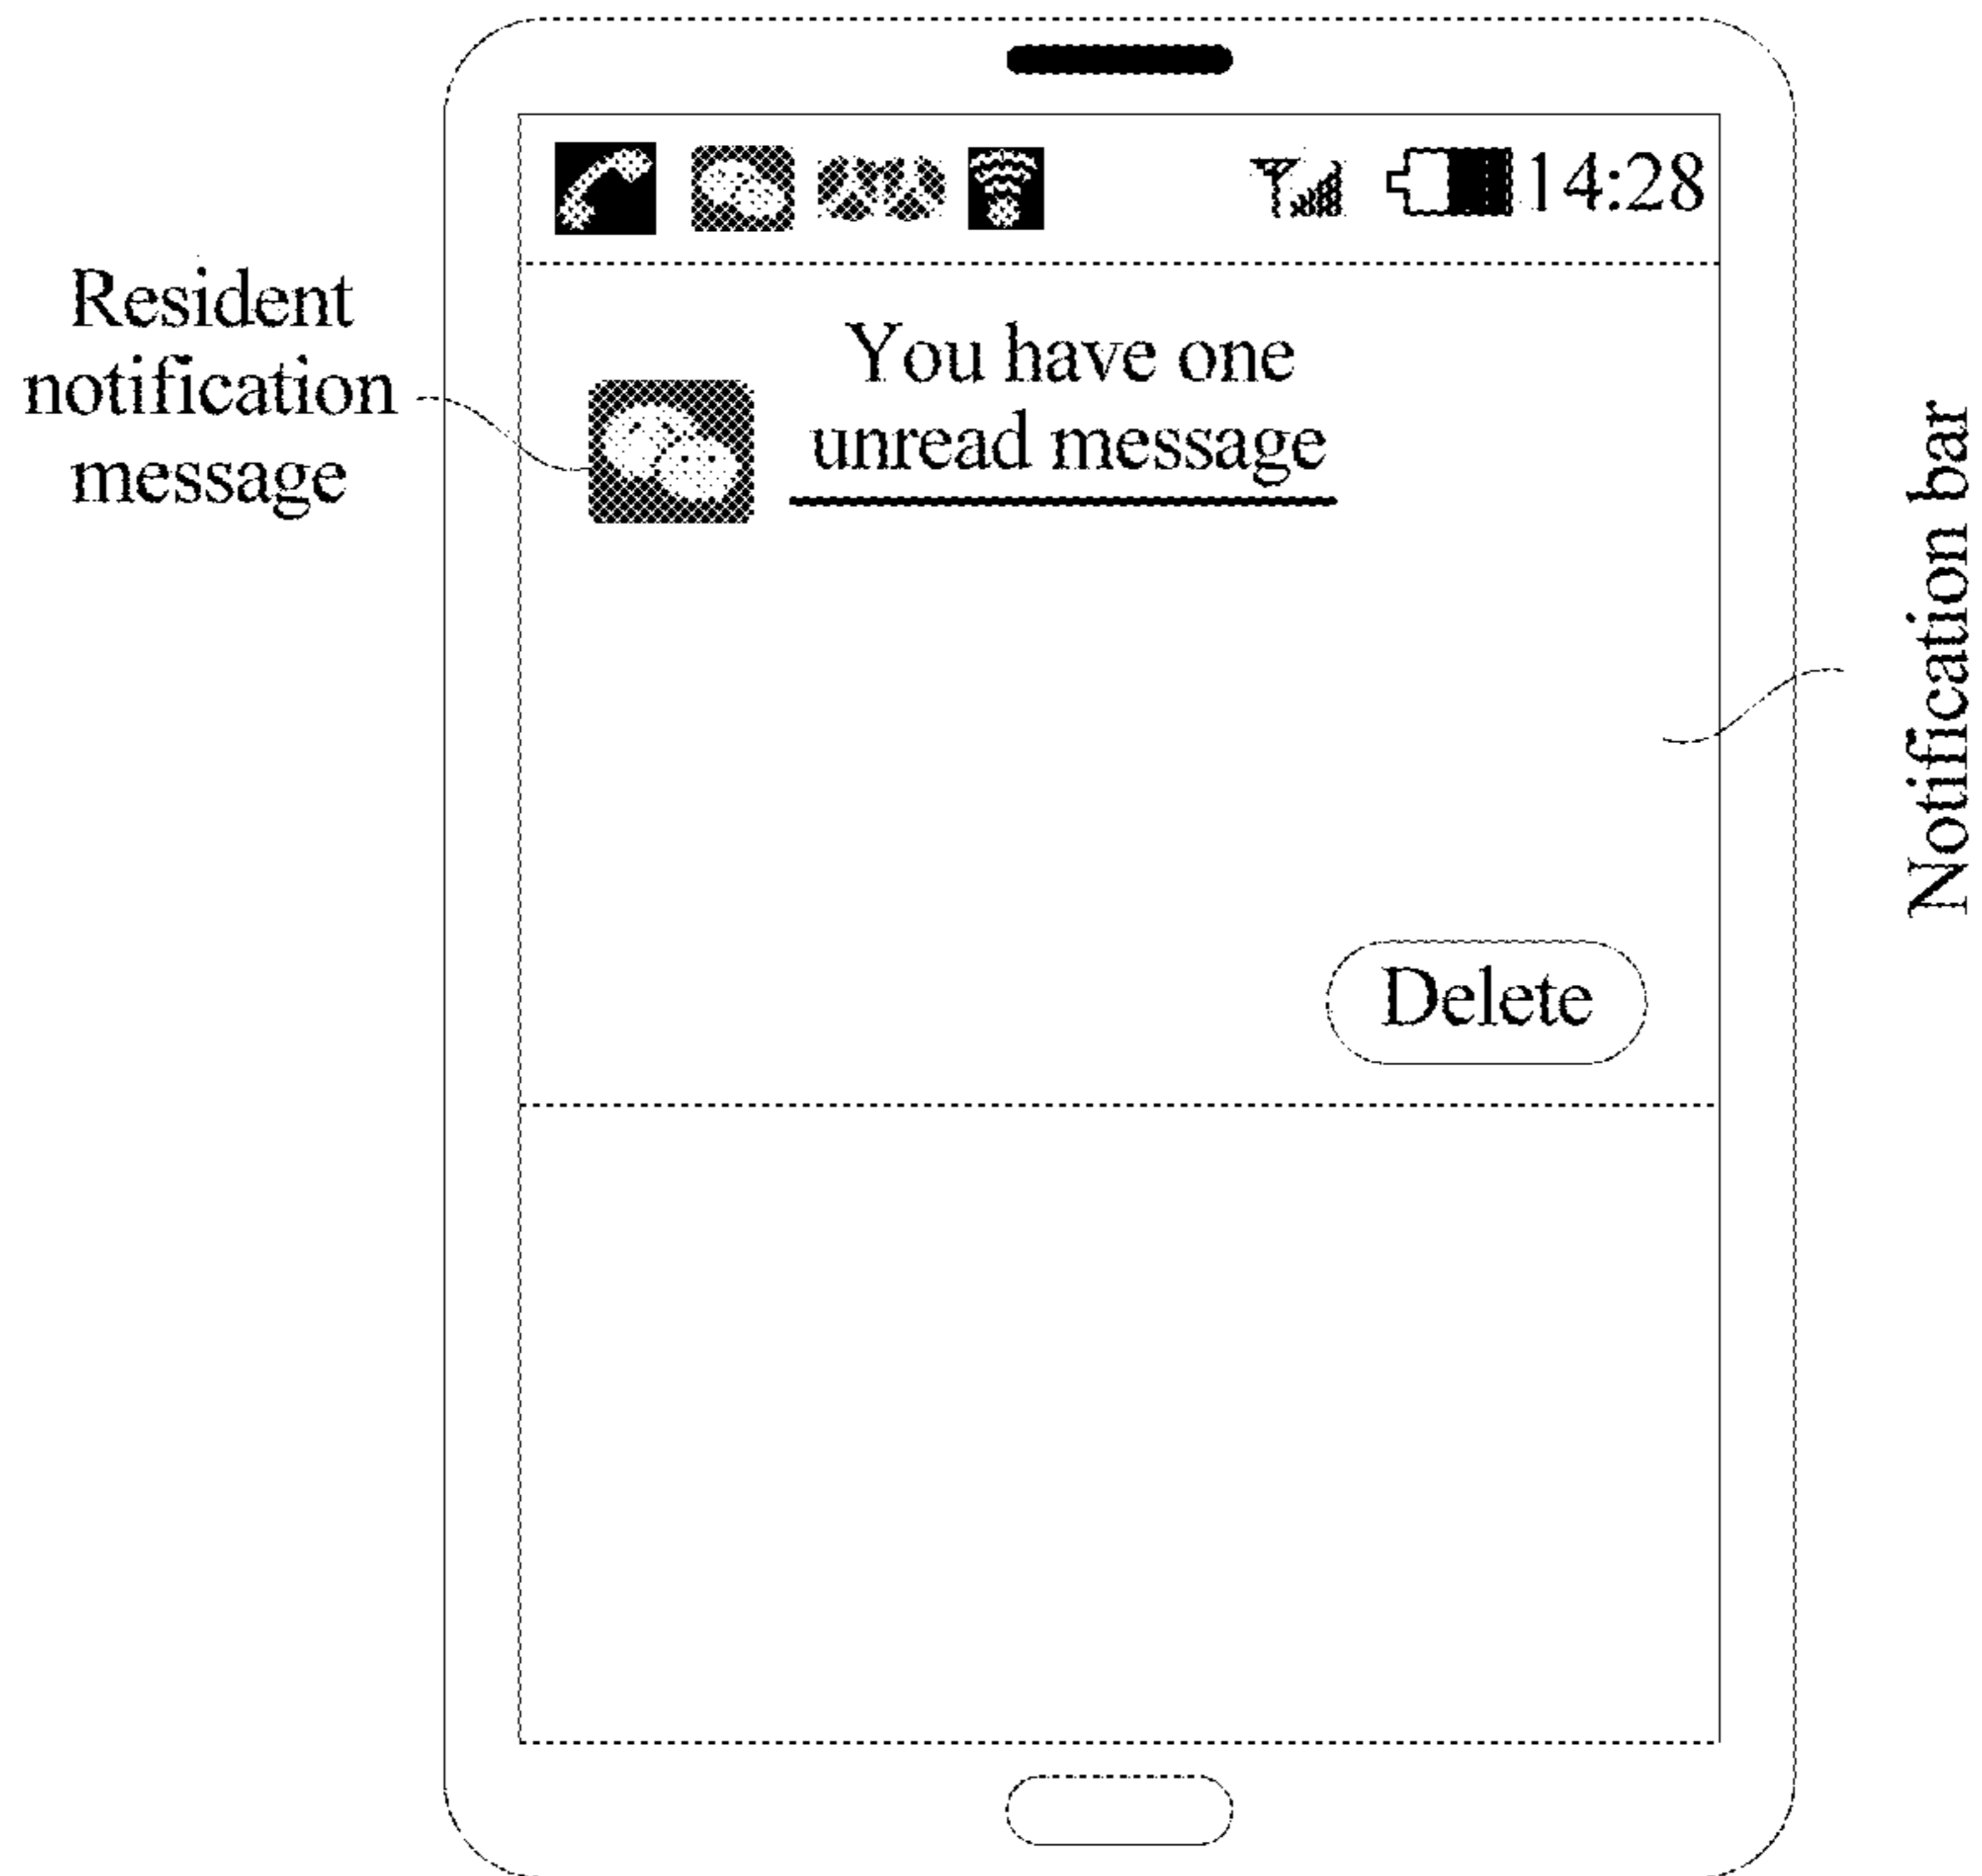 14:28
Resident
notification
message
You have one
unread message
Notification bar
Delete